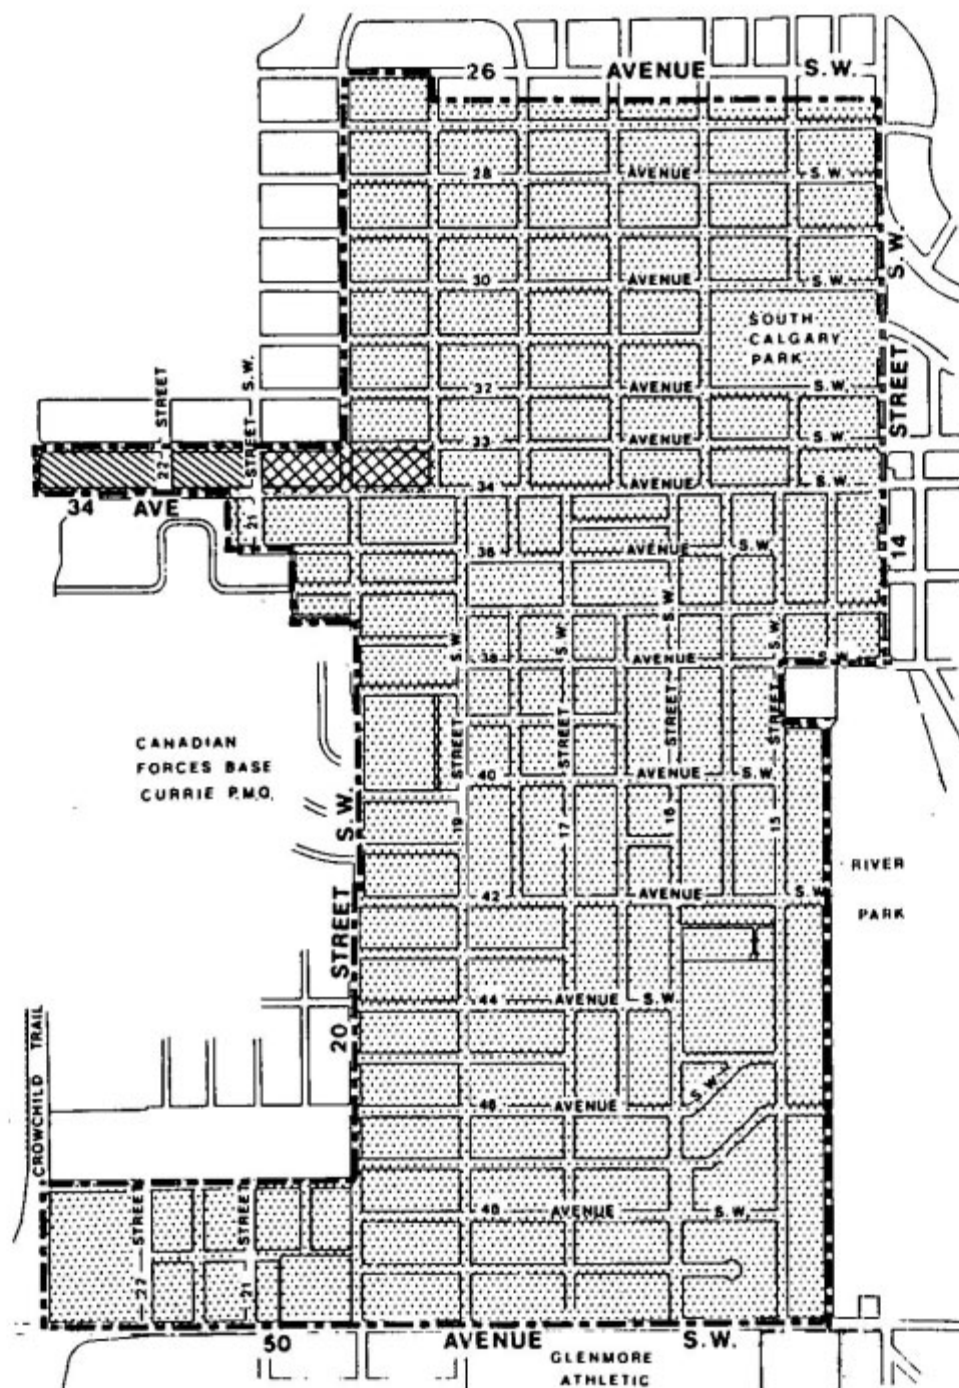 26 AVENUE S.W.
28 AVENUE S.W.
S.W.
30 AVENUE S.W.
SOUTH
CALGARY
PARK
STREET
S.W.
32 AVENUE S.W.
STREET
33 AVENUE S.W.
22 STREET
34 AVENUE S.W.
34 AVE
21
14
36 AVENUE S.W.
S.W.
S.W.
S.W.
S.W.
38 AVENUE S.W.
STREET
STREET
STREET
STREET
CANADIAN
FORCES BASE
CURRIE P.M.Q.
40 AVENUE S.W.
S.W.
19
17
16
15
RIVER
PARK
42 AVENUE S.W.
STREET
44 AVENUE S.W.
20
CROWCHILD TRAIL
46 AVENUE S.W.
48 AVENUE S.W.
STREET
STREET
22
21
50 AVENUE S.W.
GLENMORE
ATHLETIC